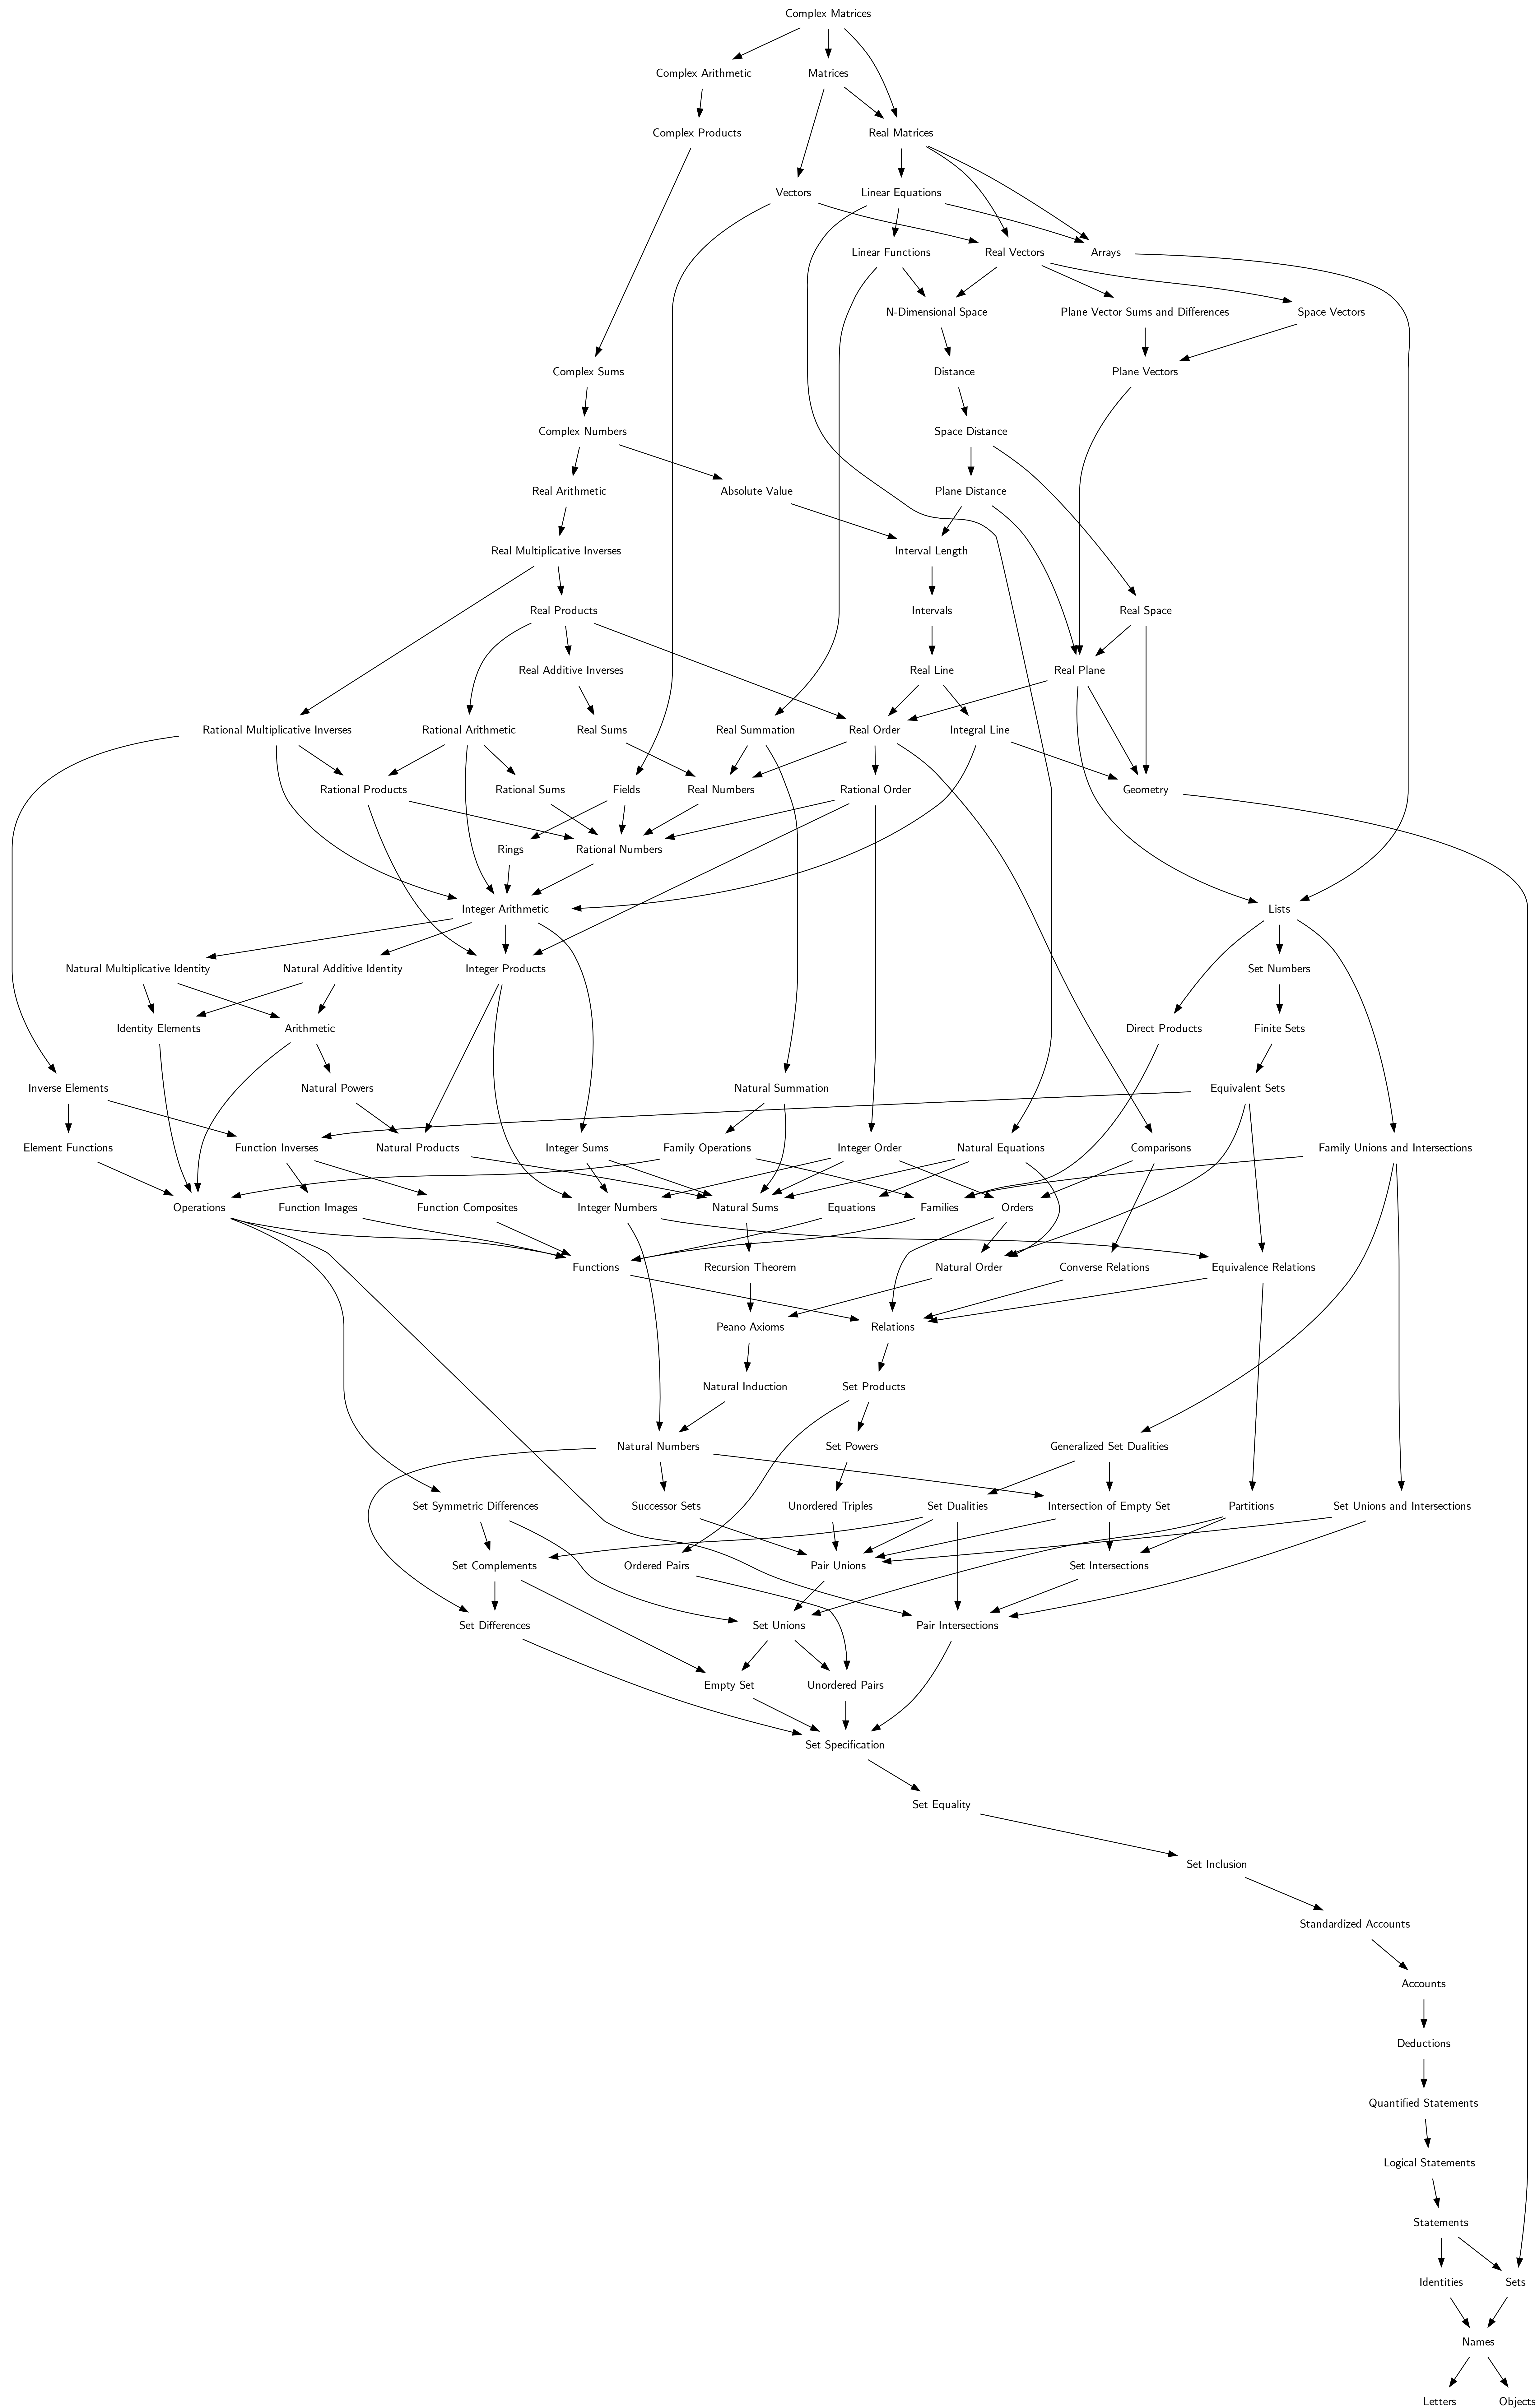 Complex Matrices
Complex Arithmetic
Matrices
Complex Products
Real Matrices
Vectors
Linear Equations
Linear Functions
Real Vectors
Arrays
N-Dimensional Space
Plane Vector Sums and Differences
Space Vectors
Complex Sums
Distance
Plane Vectors
Complex Numbers
Space Distance
Real Arithmetic
Absolute Value
Plane Distance
Real Multiplicative Inverses
Interval Length
Real Products
Intervals
Real Space
Real Additive Inverses
Real Line
Real Plane
Rational Multiplicative Inverses
Rational Arithmetic
Real Sums
Real Summation
Real Order
Integral Line
Rational Products
Rational Sums
Fields
Real Numbers
Rational Order
Geometry
Rings
Rational Numbers
Integer Arithmetic
Lists
Natural Multiplicative Identity
Natural Additive Identity
Integer Products
Set Numbers
Identity Elements
Arithmetic
Direct Products
Finite Sets
Inverse Elements
Natural Powers
Natural Summation
Equivalent Sets
Element Functions
Function Inverses
Natural Products
Integer Sums
Family Operations
Integer Order
Natural Equations
Comparisons
Family Unions and Intersections
Operations
Function Images
Function Composites
Integer Numbers
Natural Sums
Equations
Families
Orders
Functions
Recursion Theorem
Natural Order
Converse Relations
Equivalence Relations
Peano Axioms
Relations
Natural Induction
Set Products
Natural Numbers
Set Powers
Generalized Set Dualities
Set Symmetric Differences
Successor Sets
Unordered Triples
Set Dualities
Intersection of Empty Set
Partitions
Set Unions and Intersections
Set Complements
Ordered Pairs
Pair Unions
Set Intersections
Set Differences
Set Unions
Pair Intersections
Empty Set
Unordered Pairs
Set Specification
Set Equality
Set Inclusion
Standardized Accounts
Accounts
Deductions
Quantified Statements
Logical Statements
Statements
Identities
Sets
Names
Letters
Objects